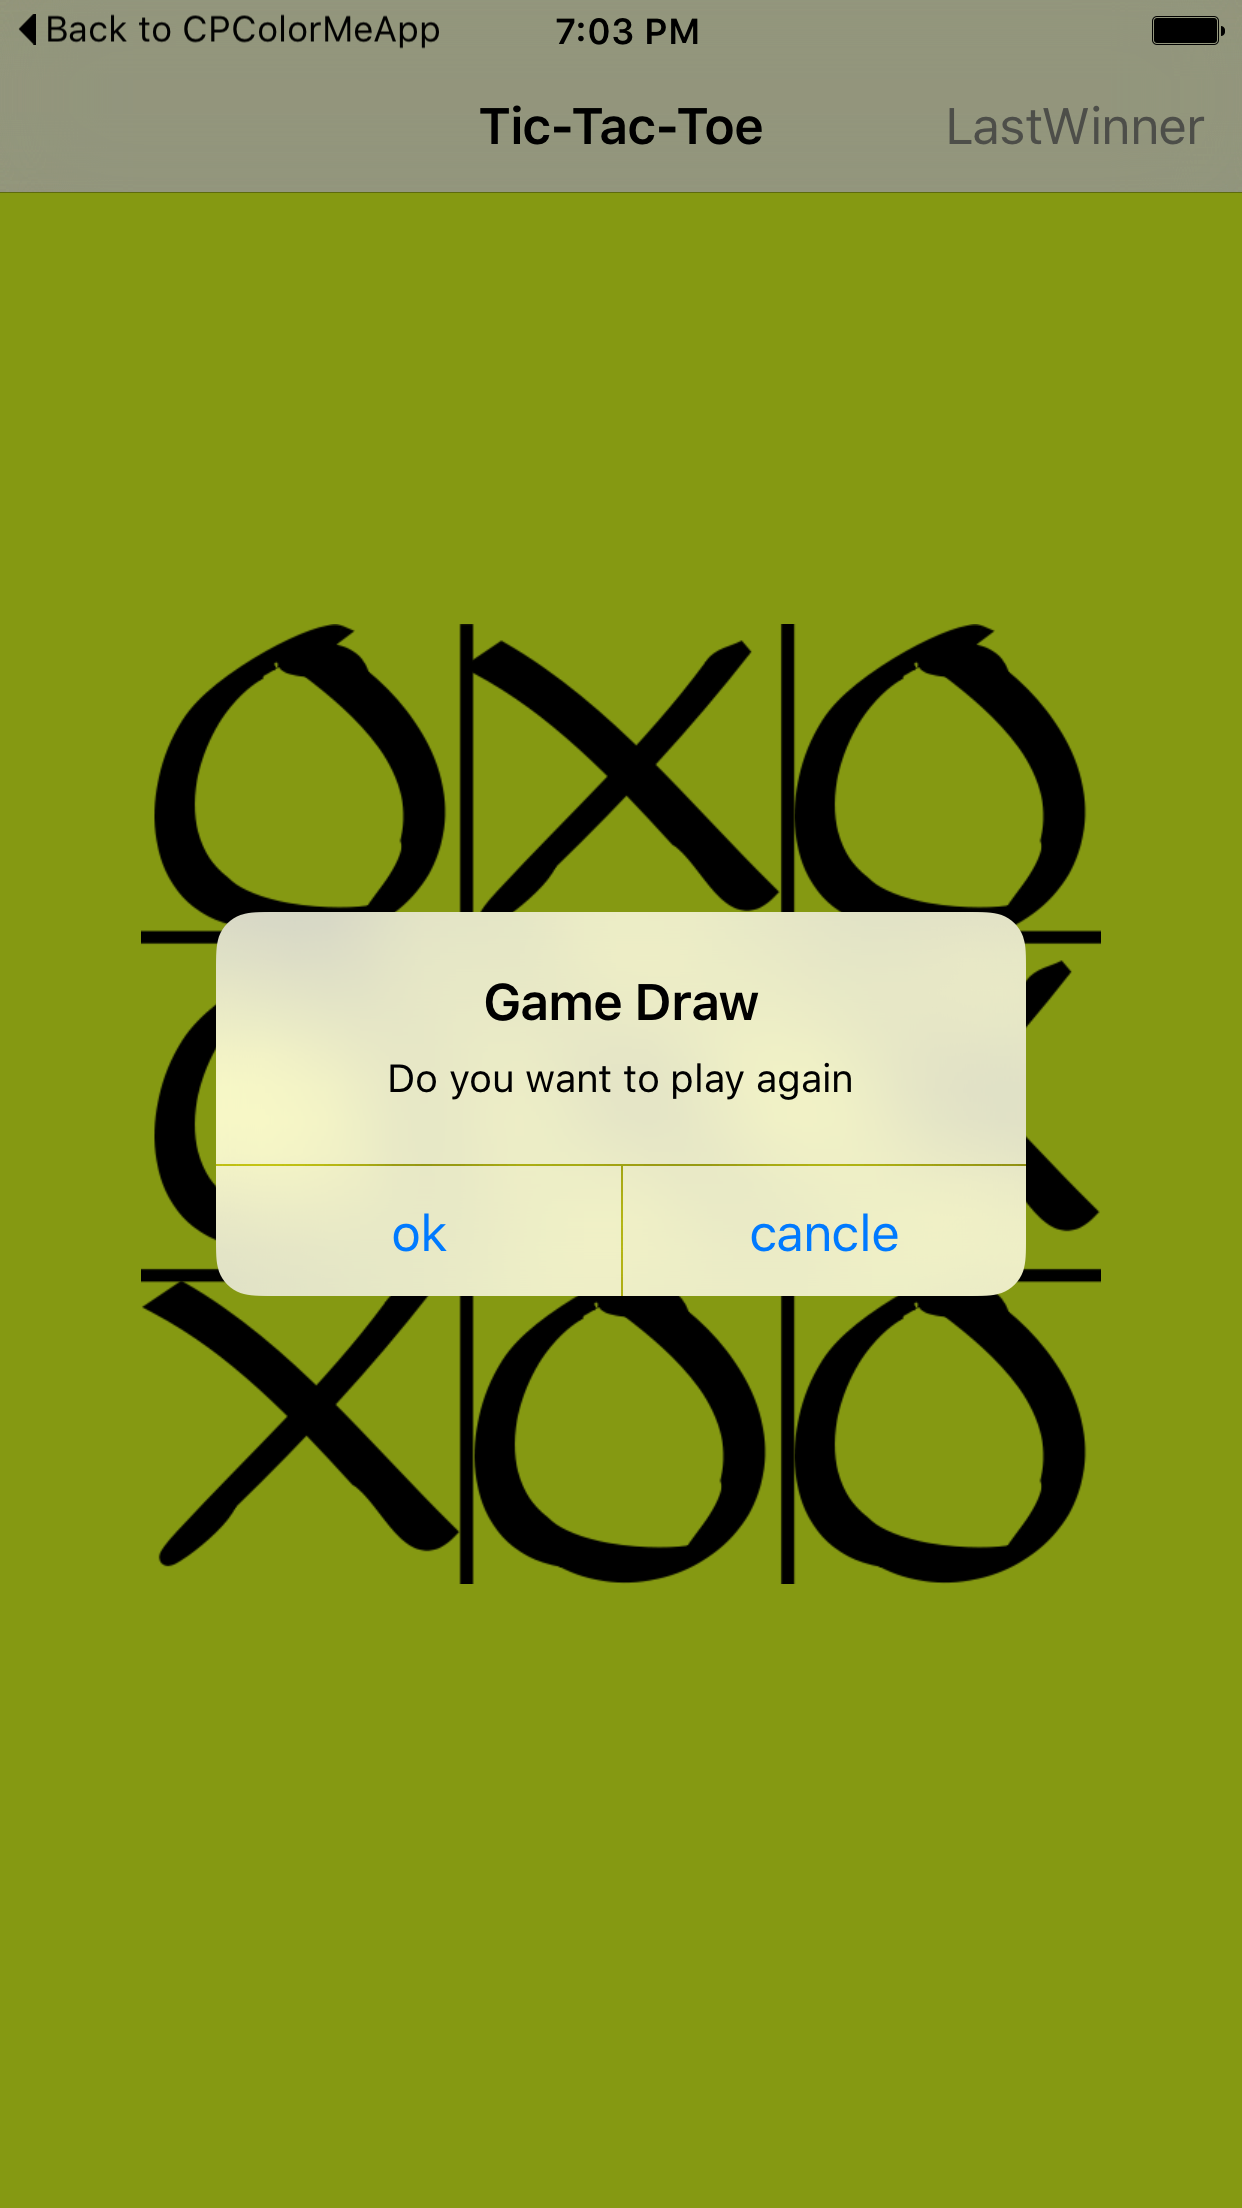 Back to CPColorMeApp
7:03 PM
Tic-Tac-Toe
LastWinner
Game Draw
Do you want to play again
ok
cancle